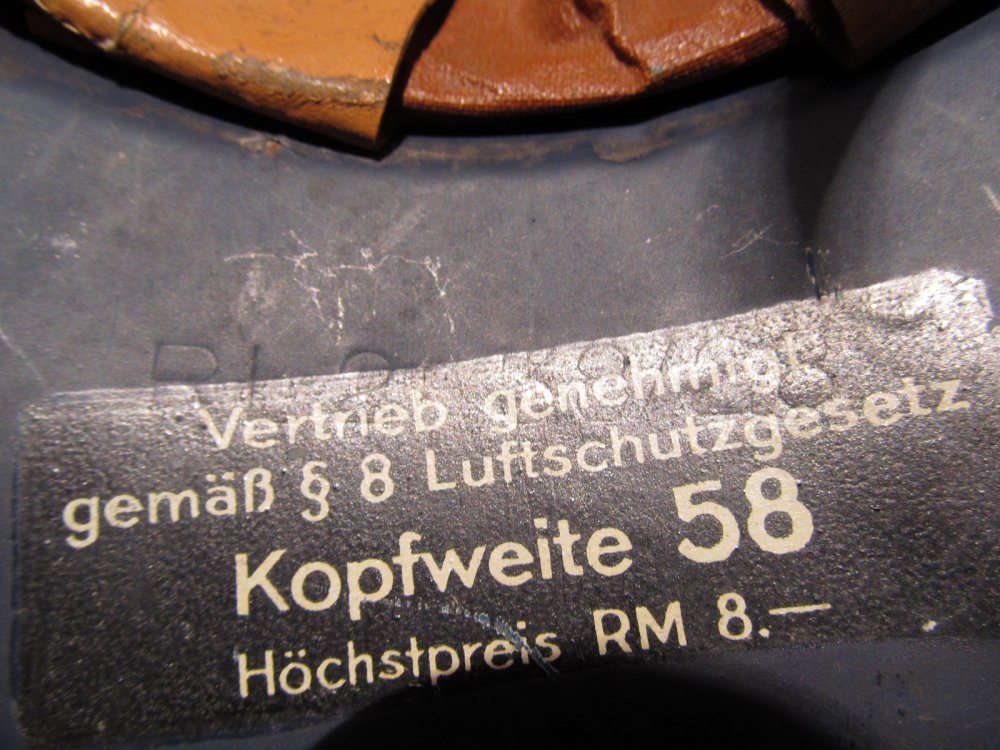 Vertrieb genehmigt
gemäß § 8 Luftschutzgesetz
Kopfweite 58
Höchstpreis RM 8.—